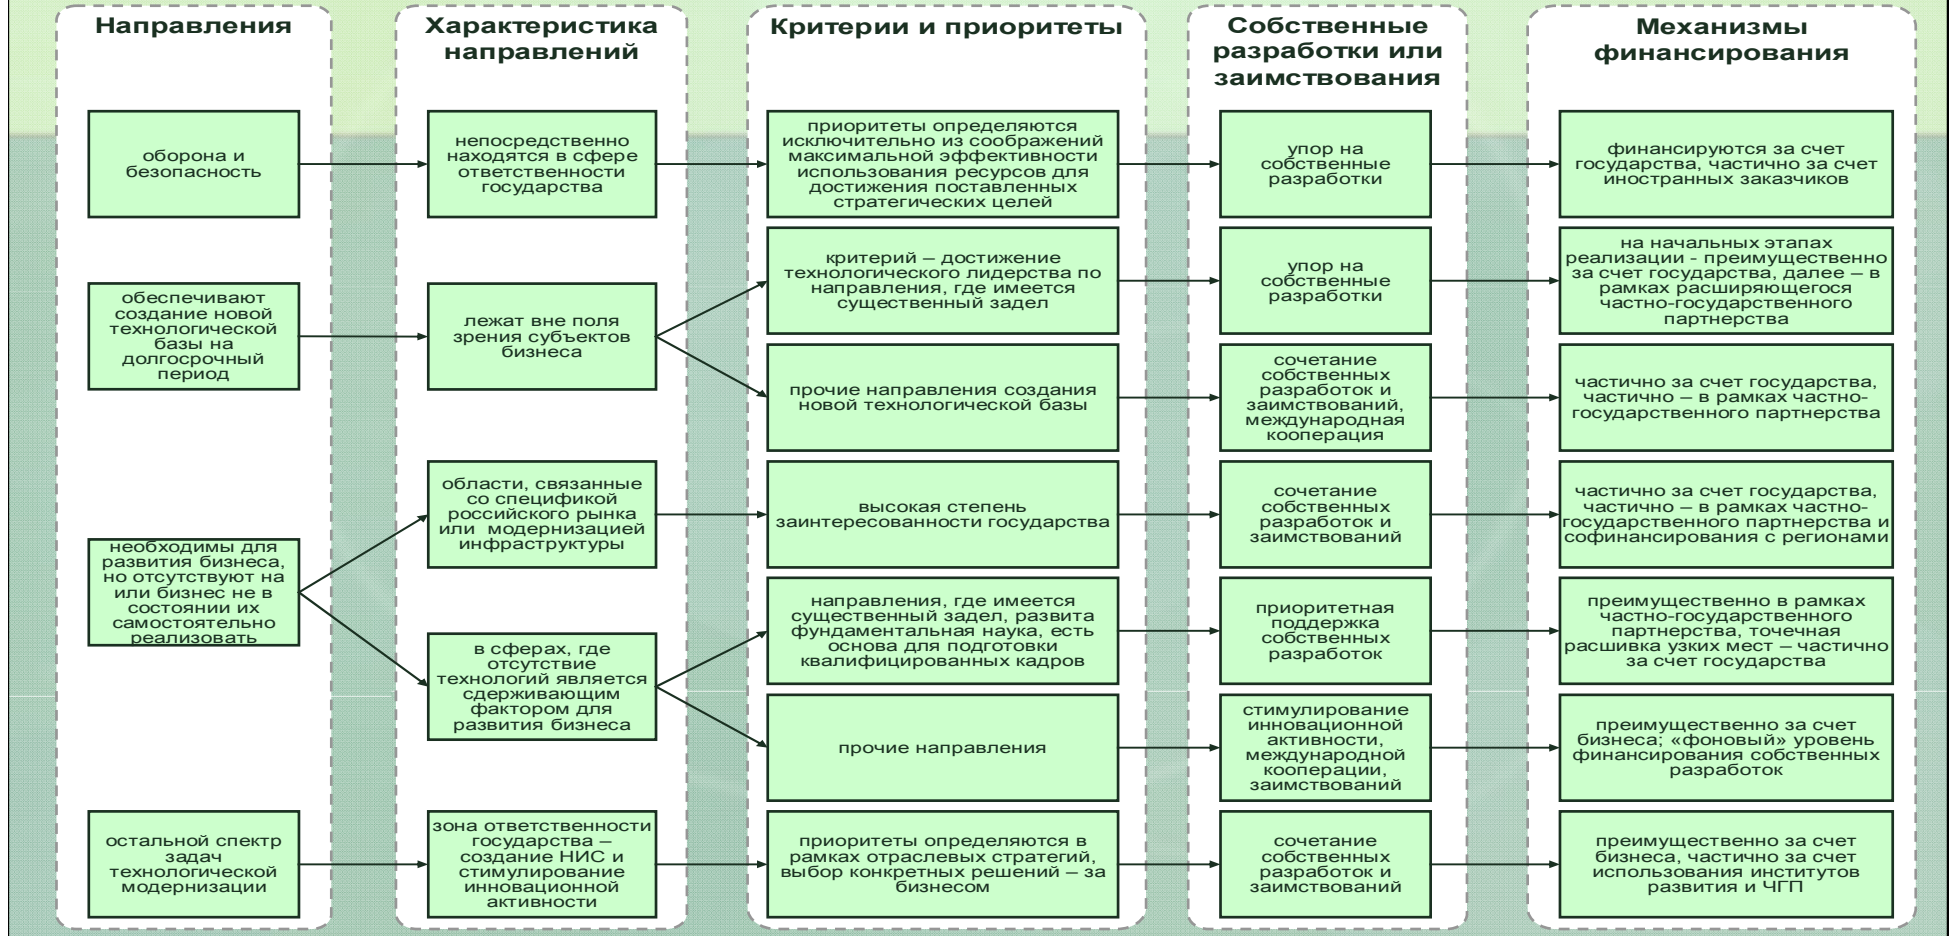 Направления
Характеристика
направлений
Критерии и приоритеты
Собственные
разработки или
заимствования
Механизмы
финансирования
оборона и
безопасность
непосредственно
находятся в сфере
ответственности
государства
приоритеты определяются
исключительно из соображений
максимальной эффективности
использования ресурсов для
достижения поставленных
стратегических целей
упор на
собственные
разработки
финансируются за счет
государства, частично за счет
иностранных заказчиков
обеспечивают
создание новой
технологической
базы на
долгосрочный
период
лежат вне поля
зрения субъектов
бизнеса
критерий – достижение
технологического лидерства по
направления, где имеется
существенный задел
упор на
собственные
разработки
на начальных этапах
реализации - преимущественно
за счет государства, далее – в
рамках расширяющегося
частно-государственного
партнерства
прочие направления создания
новой технологической базы
сочетание
собственных
разработок и
заимствований,
международная
кооперация
частично за счет государства,
частично – в рамках частно-
государственного партнерства
необходимы для
развития бизнеса,
но отсутствуют на
или бизнес не в
состоянии их
самостоятельно
реализовать
области, связанные
со спецификой
российского рынка
или модернизацией
инфраструктуры
высокая степень
заинтересованности государства
сочетание
собственных
разработок и
заимствований
частично за счет государства,
частично – в рамках частно-
государственного партнерства и
софинансирования с регионами
в сферах, где
отсутствие
технологий является
сдерживающим
фактором для
развития бизнеса
направления, где имеется
существенный задел, развита
фундаментальная наука, есть
основа для подготовки
квалифицированных кадров
приоритетная
поддержка
собственных
разработок
преимущественно в рамках
частно-государственного
партнерства, точечная
расшивка узких мест – частично
за счет государства
прочие направления
стимулирование
инновационной
активности,
международной
кооперации,
заимствований
преимущественно за счет
бизнеса; «фоновый» уровень
финансирования собственных
разработок
остальной спектр
задач
технологической
модернизации
зона ответственности
государства –
создание НИС и
стимулирование
инновационной
активности
приоритеты определяются в
рамках отраслевых стратегий,
выбор конкретных решений – за
бизнесом
сочетание
собственных
разработок и
заимствований
преимущественно за счет
бизнеса, частично за счет
использования институтов
развития и ЧГП